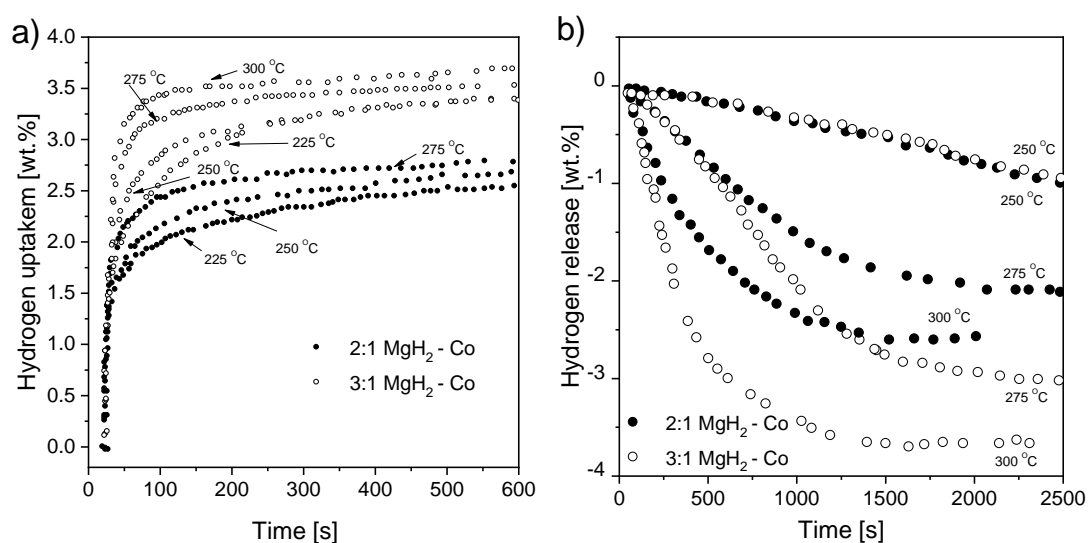 a)
4.0
3.5
3.0
2.5
2.0
1.5
1.0
0.5
0.0
Hydrogen uptakem [wt.%]
300 °C
275 °C
225 °C
250 °C
275 °C
250 °C
225 °C
2:1 MgH₂ - Co
3:1 MgH₂ - Co
0 100 200 300 400 500 600
Time [s]
b)
0
-1
-2
-3
-4
Hydrogen release [wt.%]
250 °C
250 °C
275 °C
300 °C
275 °C
300 °C
2:1 MgH₂ - Co
3:1 MgH₂ - Co
0 500 1000 1500 2000 2500
Time [s]